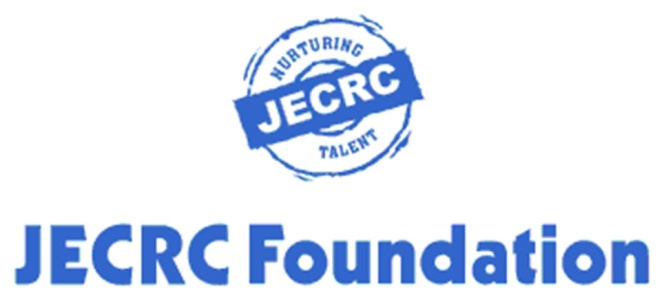 NURTURING
JECRC
TALENT
JECRC Foundation